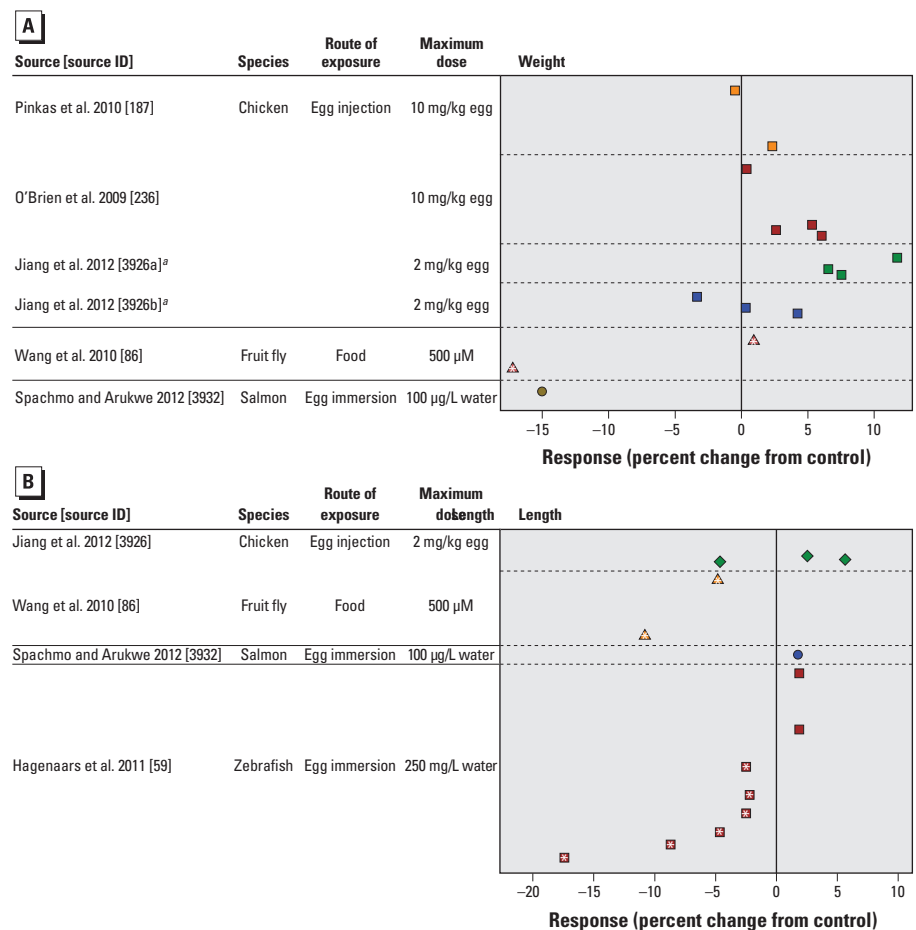 A
Route of Maximum
Source [source ID] Species exposure dose Weight
Pinkas et al. 2010 [187] Chicken Egg injection 10 mg/kg egg
O'Brien et al. 2009 [236] 10 mg/kg egg
Jiang et al. 2012 [3926a]a 2 mg/kg egg
Jiang et al. 2012 [3926b]a 2 mg/kg egg
Wang et al. 2010 [86] Fruit fly Food 500 µM
Spachmo and Arukwe 2012 [3932] Salmon Egg immersion 100 µg/L water
–15 –10 –5 0 5 10
Response (percent change from control)
B
Route of Maximum
Source [source ID] Species exposure dose Length Length
Jiang et al. 2012 [3926] Chicken Egg injection 2 mg/kg egg
Wang et al. 2010 [86] Fruit fly Food 500 µM
Spachmo and Arukwe 2012 [3932] Salmon Egg immersion 100 µg/L water
Hagenaars et al. 2011 [59] Zebrafish Egg immersion 250 mg/L water
–20 –15 –10 –5 0 5 10
Response (percent change from control)